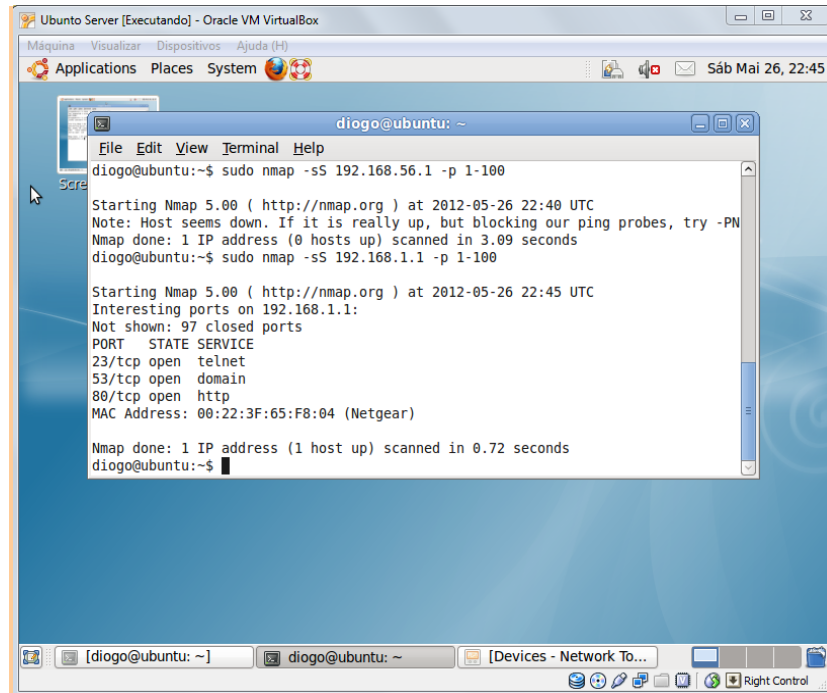 Ubunto Server [Executando] - Oracle VM VirtualBox
Máquina Visualizar Dispositivos Ajuda (H)
Applications Places System Sáb Mai 26, 22:45
diogo@ubuntu: ~
File Edit View Terminal Help
diogo@ubuntu:~$ sudo nmap -sS 192.168.56.1 -p 1-100
Starting Nmap 5.00 ( http://nmap.org ) at 2012-05-26 22:40 UTC
Note: Host seems down. If it is really up, but blocking our ping probes, try -PN
Nmap done: 1 IP address (0 hosts up) scanned in 3.09 seconds
diogo@ubuntu:~$ sudo nmap -sS 192.168.1.1 -p 1-100
Starting Nmap 5.00 ( http://nmap.org ) at 2012-05-26 22:45 UTC
Interesting ports on 192.168.1.1:
Not shown: 97 closed ports
PORT STATE SERVICE
23/tcp open telnet
53/tcp open domain
80/tcp open http
MAC Address: 00:22:3F:65:F8:04 (Netgear)
Nmap done: 1 IP address (1 host up) scanned in 0.72 seconds
diogo@ubuntu:~$
Scre
[diogo@ubuntu: ~] diogo@ubuntu: ~ [Devices - Network To...
Right Control